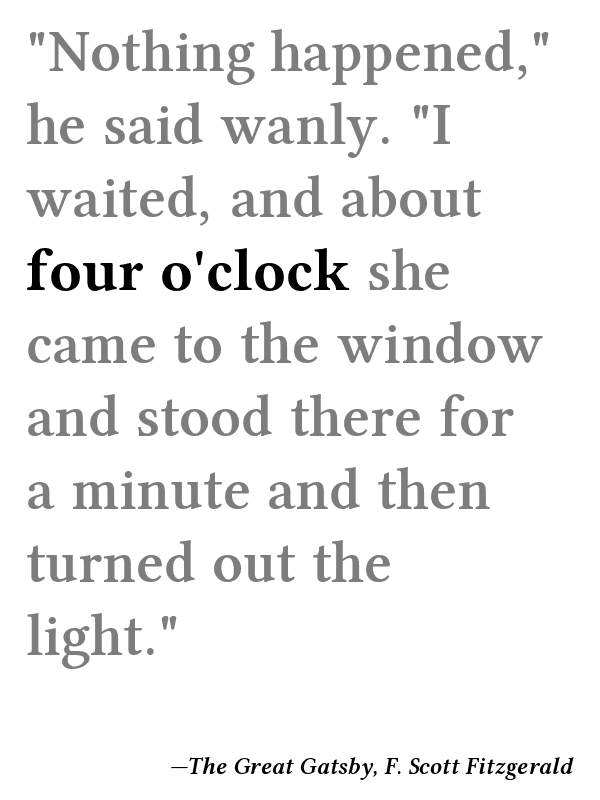 "Nothing happened,"
he said wanly. "I
waited, and about
four o'clock she
came to the window
and stood there for
a minute and then
turned out the
light."
—The Great Gatsby, F. Scott Fitzgerald